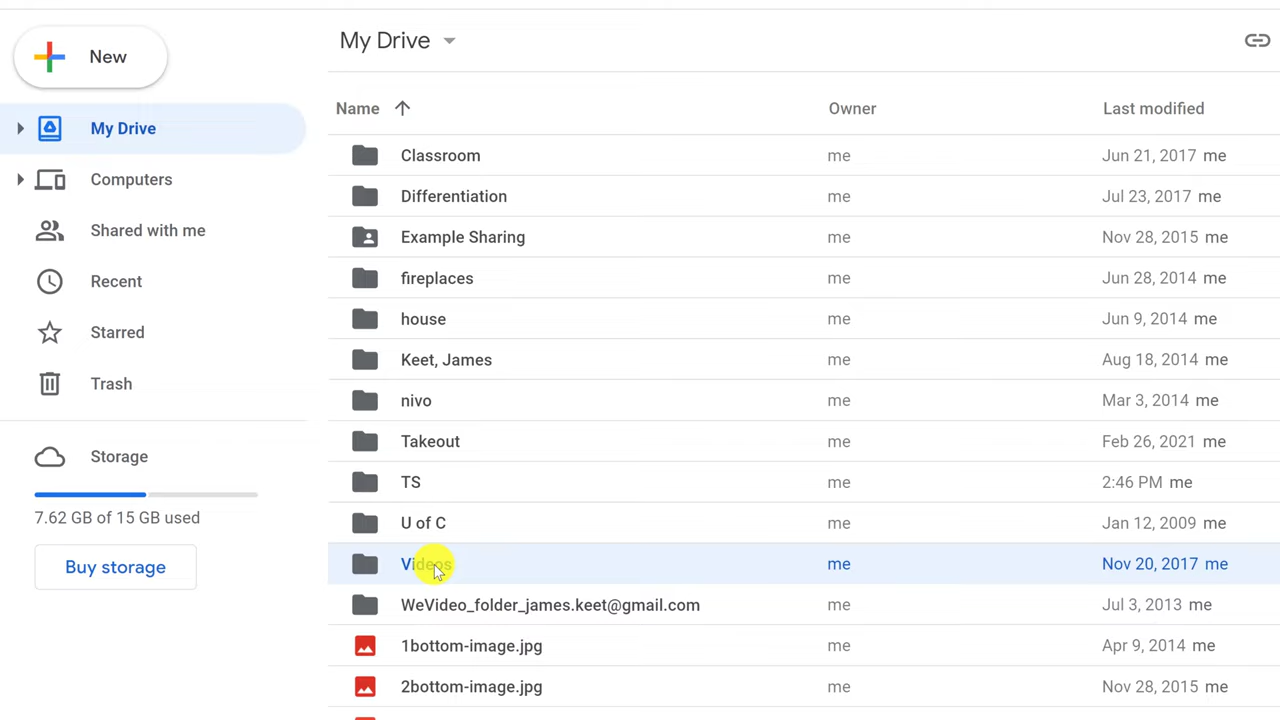 New
My Drive
Computers
Shared with me
Recent
Starred
Trash
Storage
7.62 GB of 15 GB used
Buy storage
My Drive
Name Owner Last modified
Classroom me Jun 21, 2017 me
Differentiation me Jul 23, 2017 me
Example Sharing me Nov 28, 2015 me
fireplaces me Jun 28, 2014 me
house me Jun 9, 2014 me
Keet, James me Aug 18, 2014 me
nivo me Mar 3, 2014 me
Takeout me Feb 26, 2021 me
TS me 2:46 PM me
U of C me Jan 12, 2009 me
Videos me Nov 20, 2017 me
WeVideo_folder_james.keet@gmail.com me Jul 3, 2013 me
1bottom-image.jpg me Apr 9, 2014 me
2bottom-image.jpg me Nov 28, 2015 me